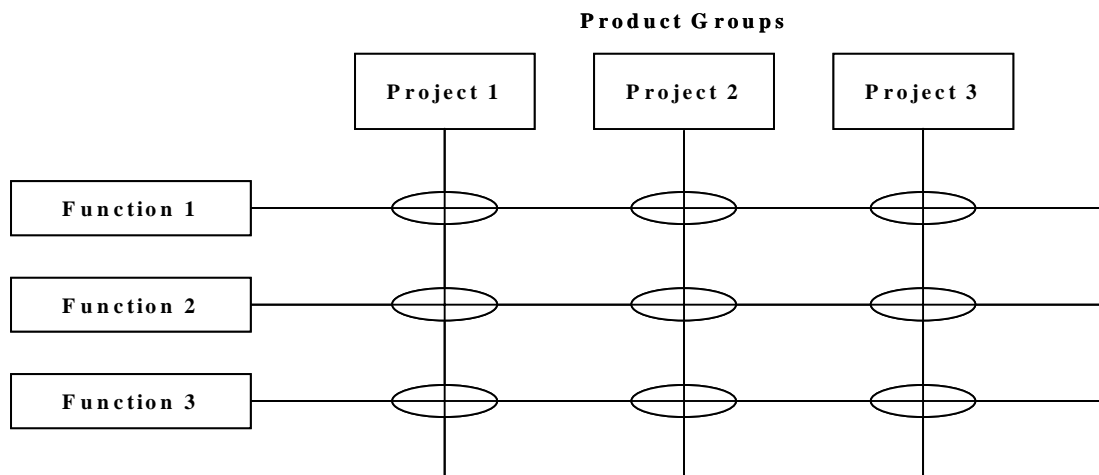 Product Groups
Project 1
Project 2
Project 3
Function 1
Function 2
Function 3